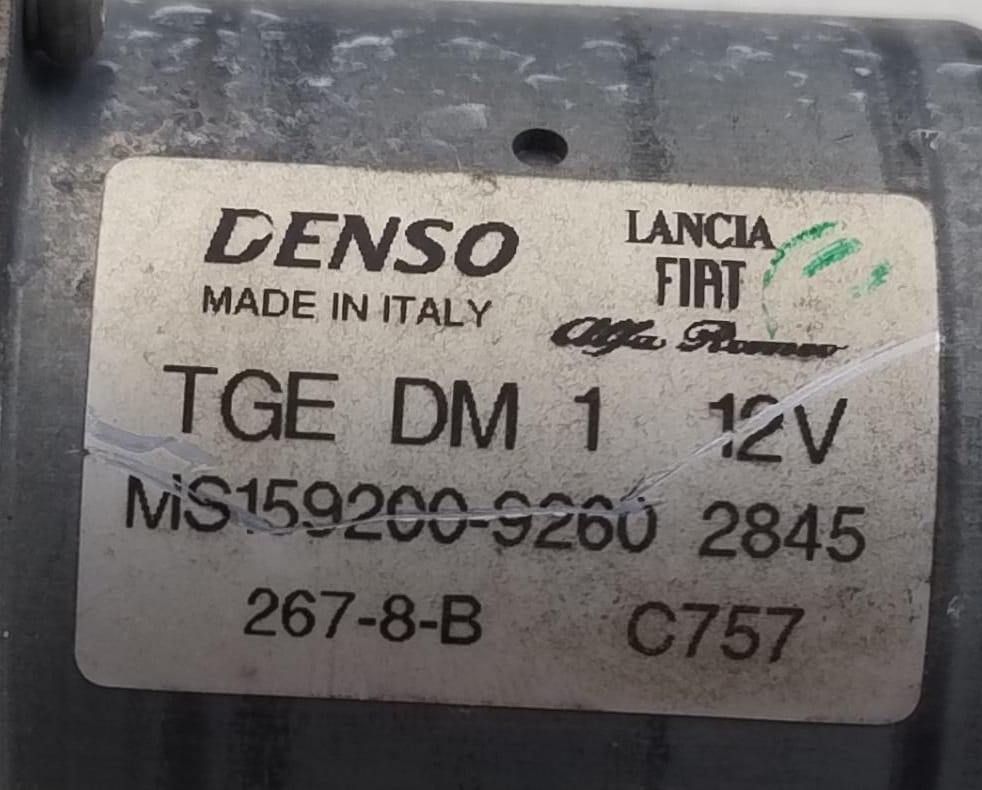 DENSO
MADE IN ITALY
LANCIA
FIAT
Alfa Romeo
TGE DM 1 12V
MS159200-9260 2845
267-8-B C757